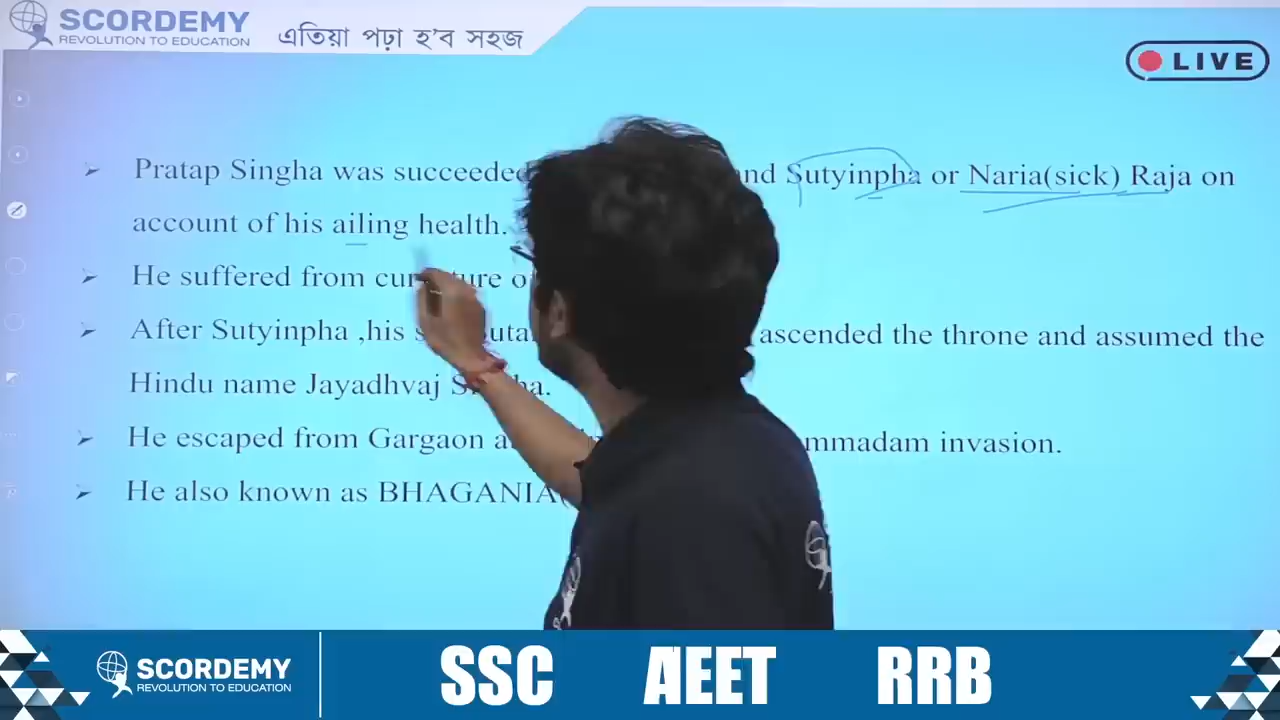 SCORDEMY
REVOLUTION TO EDUCATION
এতিয়া পঢ়া হ'ব সহজ
LIVE
Pratap Singha was succeeded and Sutyinpha or Naria(sick) Raja on
account of his ailing health.
He suffered from
After Sutyinpha ,his ascended the throne and assumed the
Hindu name Jayadhvaj
He escaped from Gargaon invasion.
He also known as BHAGANIA(
SCORDEMY
REVOLUTION TO EDUCATION
SSC AEET RRB